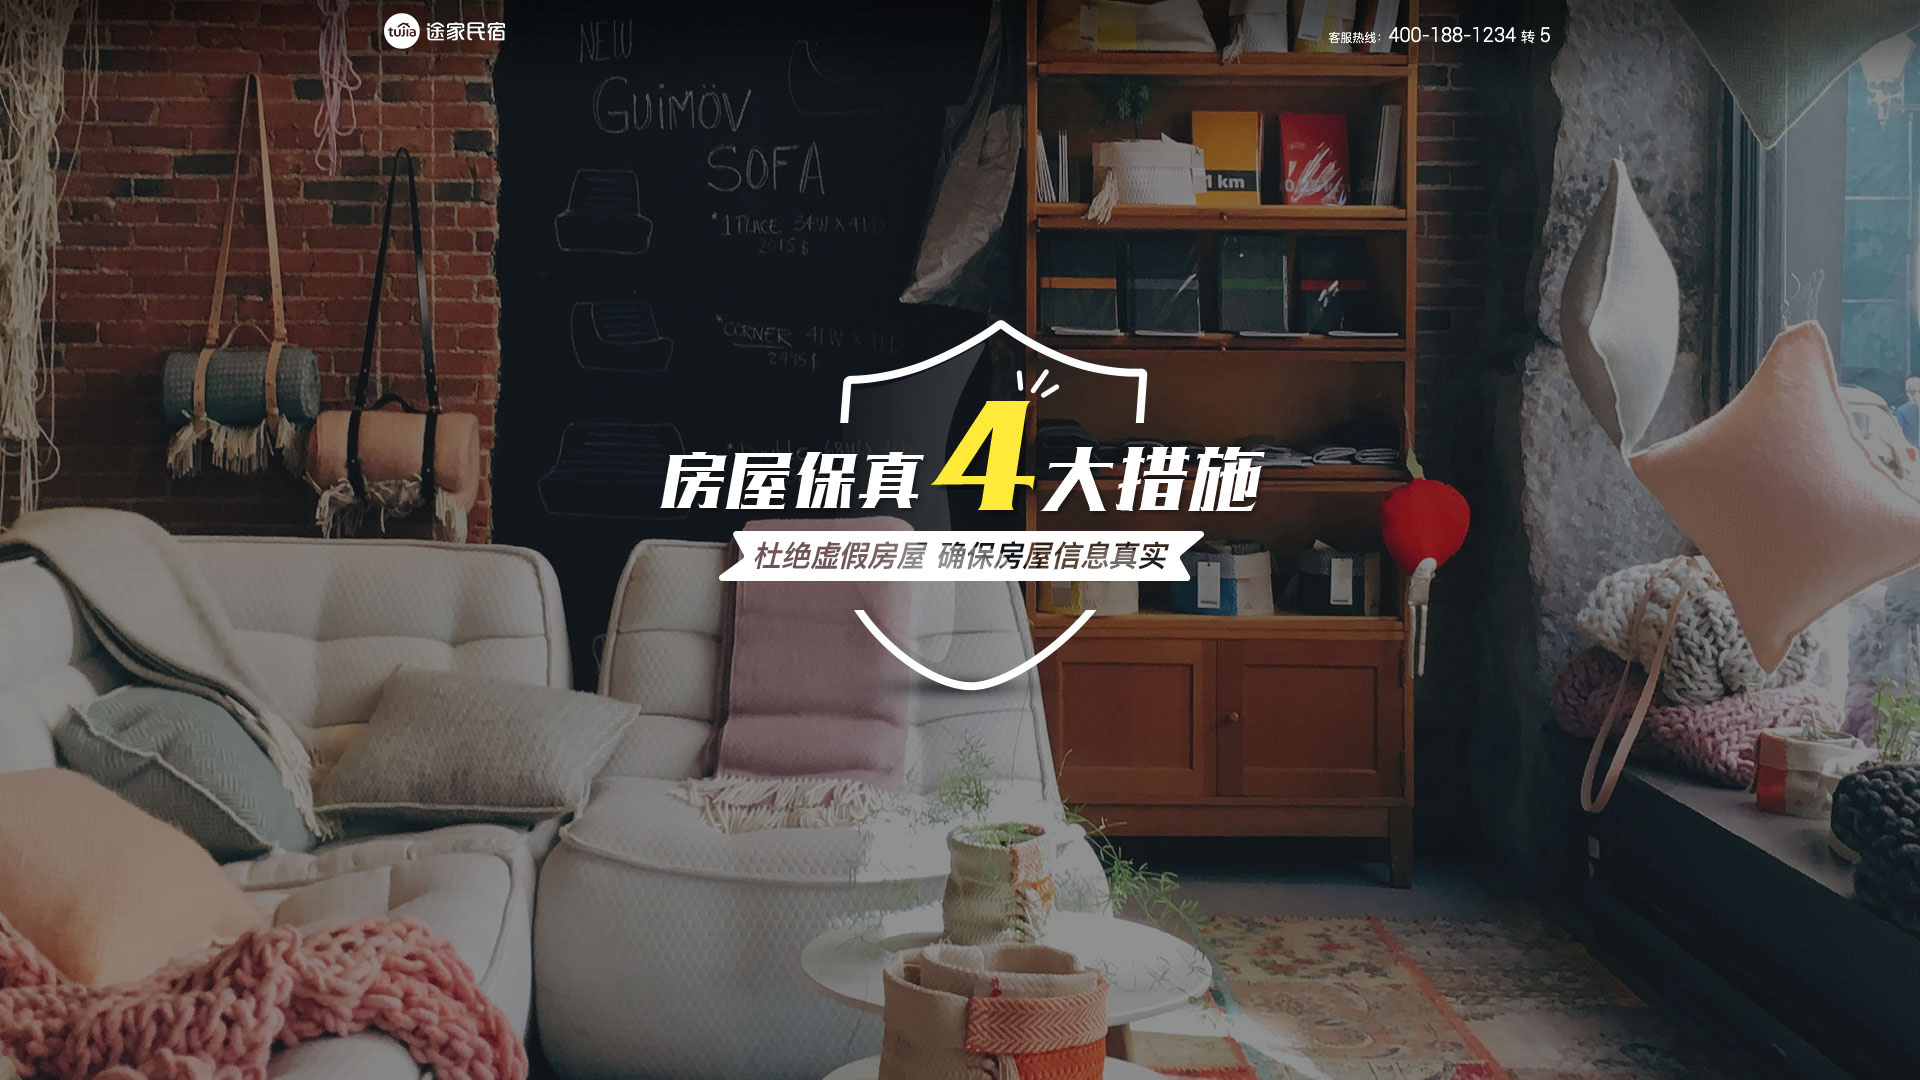 tujia 途家民宿
客服热线：400-188-1234 转 5
NEW
GUIMÖV
SOFA
*1 PLACE 34W X 41D
2015$
*CORNER 41W X 41D
2495$
1 km
房屋保真4大措施
杜绝虚假房屋 确保房屋信息真实